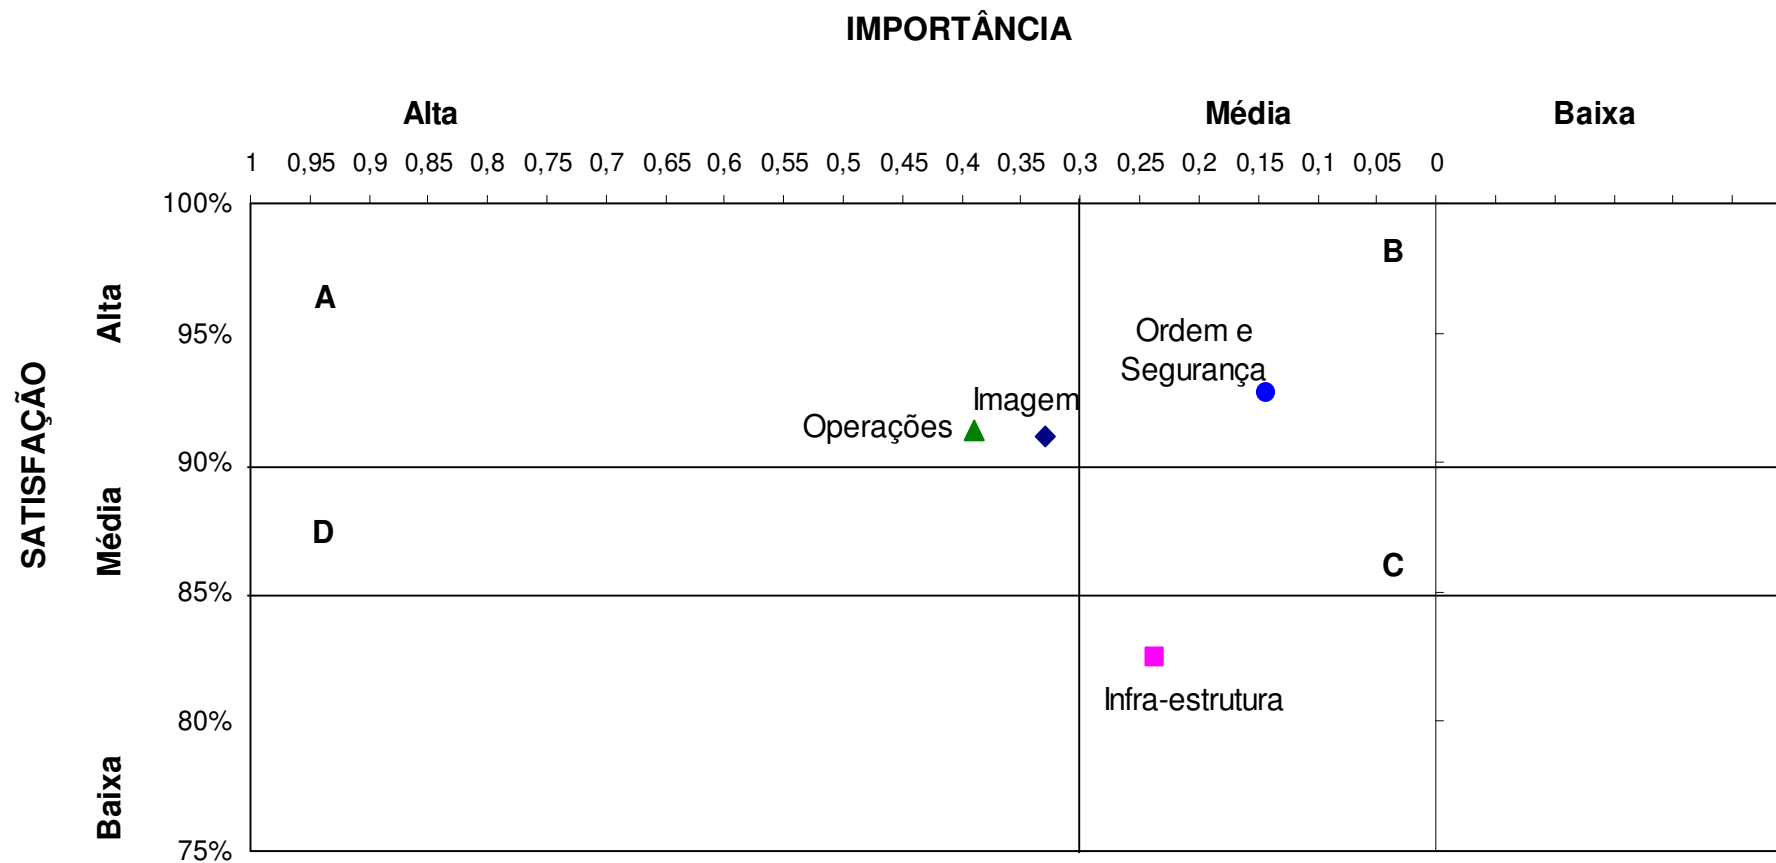 IMPORTÂNCIA
Alta Média Baixa
1 0,95 0,9 0,85 0,8 0,75 0,7 0,65 0,6 0,55 0,5 0,45 0,4 0,35 0,3 0,25 0,2 0,15 0,1 0,05 0
100%
B
A
Alta
95%
Ordem e
Segurança
Imagem
Operações
90%
SATISFAÇÃO
Média
D
C
85%
Infra-estrutura
80%
Baixa
75%